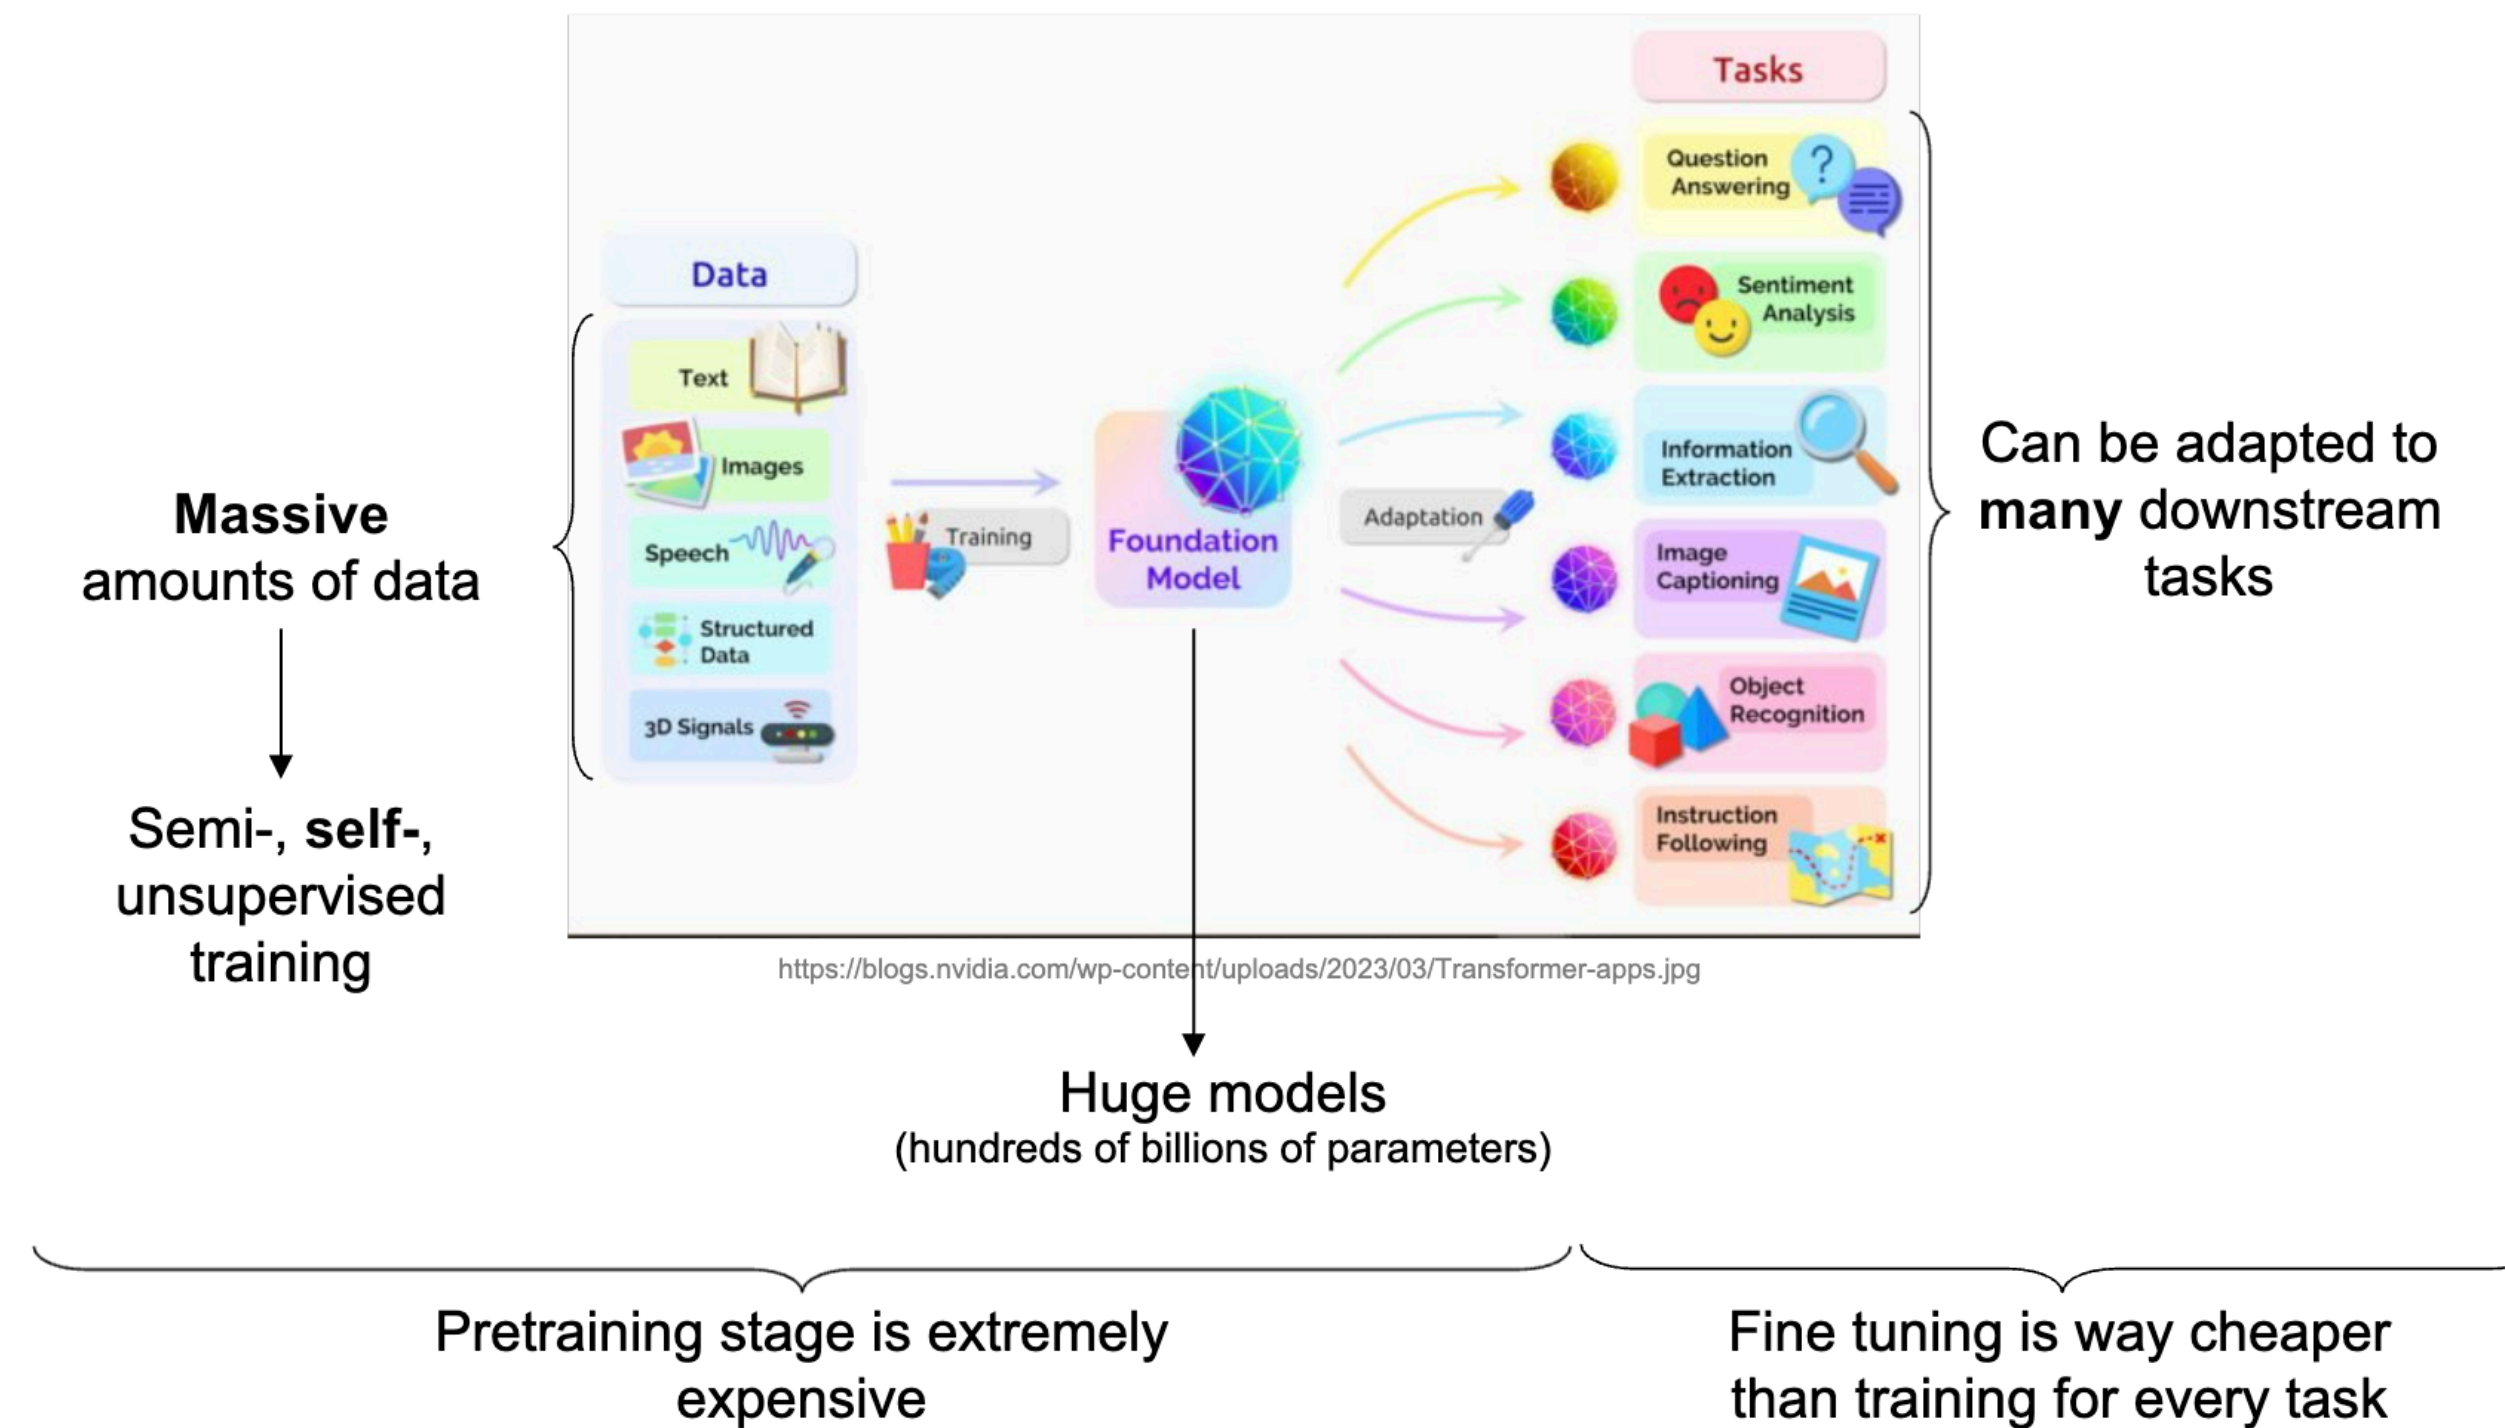 Tasks
Question
Answering
?
Sentiment
Analysis
Information
Extraction
Image
Captioning
Object
Recognition
Instruction
Following
Data
Text
Images
Speech
Structured
Data
3D Signals
Training
Foundation
Model
Adaptation
Massive
amounts of data
Semi-, self-,
unsupervised
training
Can be adapted to
many downstream
tasks
https://blogs.nvidia.com/wp-content/uploads/2023/03/Transformer-apps.jpg
Huge models
(hundreds of billions of parameters)
Pretraining stage is extremely
expensive
Fine tuning is way cheaper
than training for every task